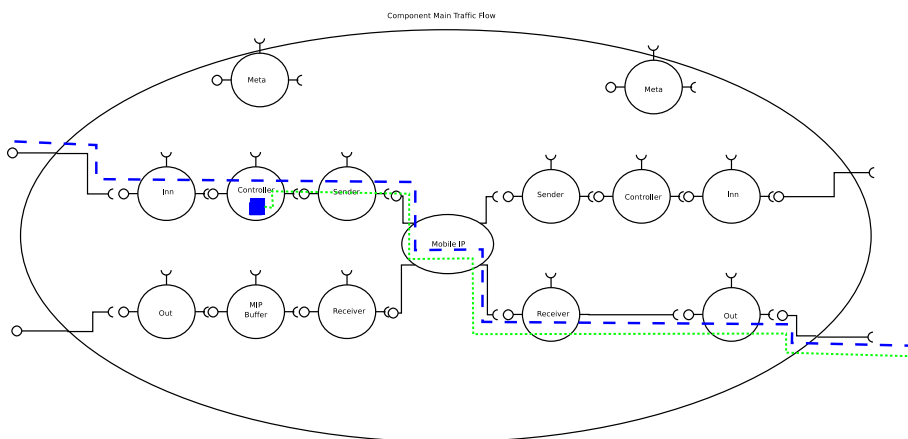 Component Main Traffic Flow
Meta
Meta
Inn
Controller
Sender
Sender
Controller
Inn
Mobile IP
Out
MIP
Buffer
Receiver
Receiver
Out